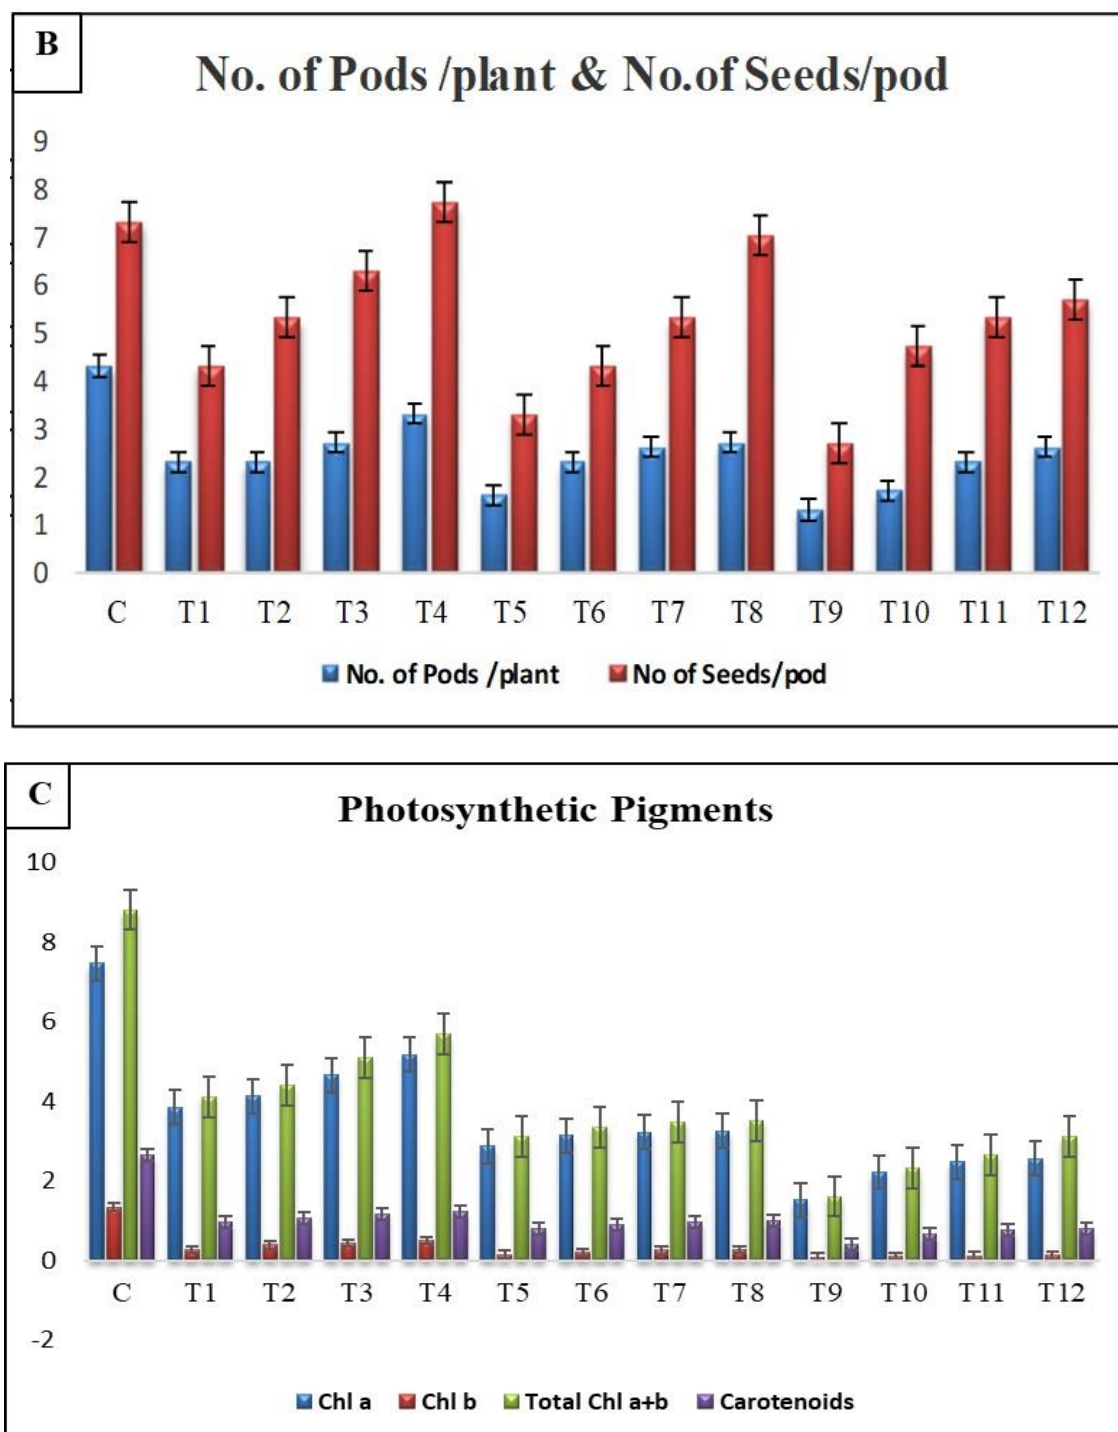 B
No. of Pods /plant & No.of Seeds/pod
9
8
7
6
5
4
3
2
1
0
C T1 T2 T3 T4 T5 T6 T7 T8 T9 T10 T11 T12
No. of Pods /plant No of Seeds/pod
C
Photosynthetic Pigments
10
8
6
4
2
0
C T1 T2 T3 T4 T5 T6 T7 T8 T9 T10 T11 T12
-2
Chl a Chl b Total Chl a+b Carotenoids